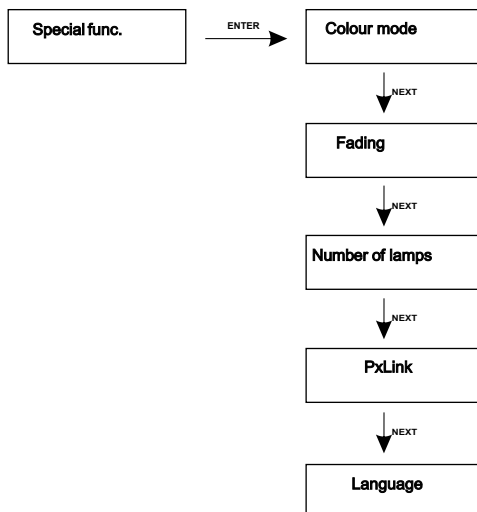 Special func.
ENTER
Colour mode
NEXT
Fading
NEXT
Number of lamps
NEXT
PxLink
NEXT
Language